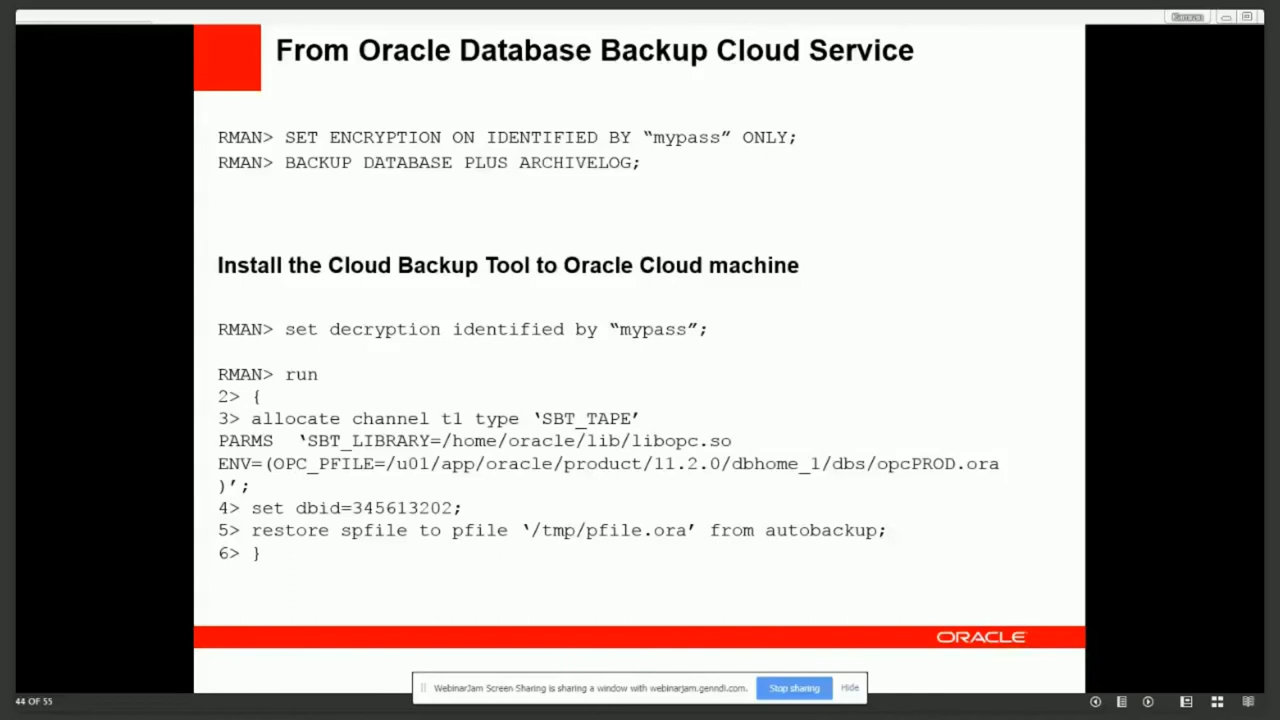 Kamran
From Oracle Database Backup Cloud Service
RMAN> SET ENCRYPTION ON IDENTIFIED BY “mypass” ONLY;
RMAN> BACKUP DATABASE PLUS ARCHIVELOG;
Install the Cloud Backup Tool to Oracle Cloud machine
RMAN> set decryption identified by “mypass”;
RMAN> run
2> {
3> allocate channel t1 type ‘SBT_TAPE’
PARMS ‘SBT_LIBRARY=/home/oracle/lib/libopc.so
ENV=(OPC_PFILE=/u01/app/oracle/product/11.2.0/dbhome_1/dbs/opcPROD.ora
)’;
4> set dbid=345613202;
5> restore spfile to pfile ‘/tmp/pfile.ora’ from autobackup;
6> }
ORACLE
WebinarJam Screen Sharing is sharing a window with webinarjam.genndi.com.
Stop sharing
Hide
44 OF 55